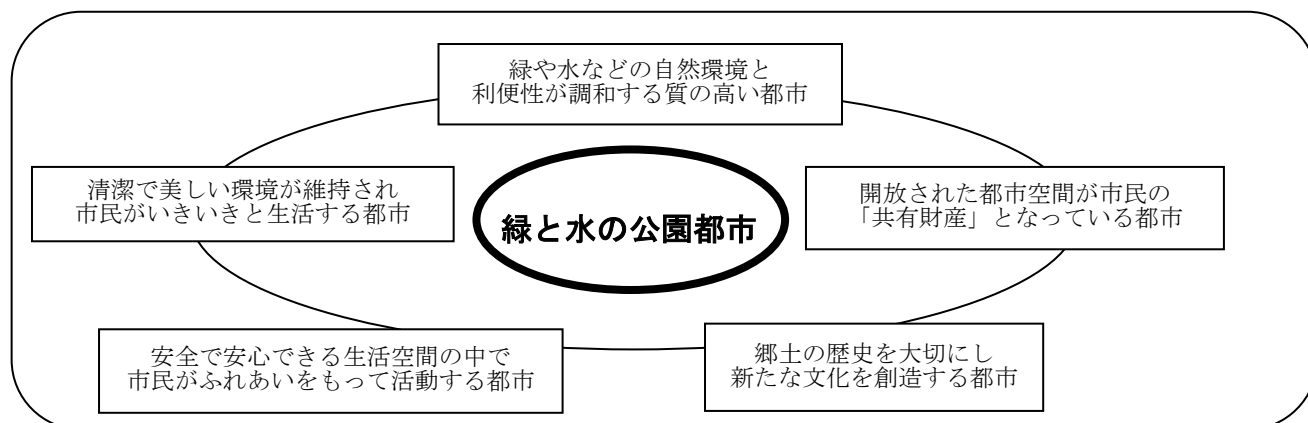 緑や水などの自然環境と
利便性が調和する質の高い都市
清潔で美しい環境が維持され
市民がいきいきと生活する都市
緑と水の公園都市
開放された都市空間が市民の
「共有財産」となっている都市
安全で安心できる生活空間の中で
市民がふれあいをもって活動する都市
郷土の歴史を大切にし
新たな文化を創造する都市